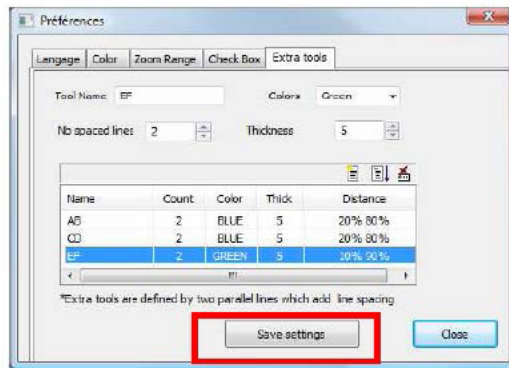 Préférences
Langage Color Zoom Range Check Box Extra tools
Tool Name EF Colors Green
Nb spaced lines 2 Thickness 5
Name Count Color Thick Distance
AB 2 BLUE 5 20% 80%
CD 2 BLUE 5 20% 80%
EF 2 GREEN 5 10% 90%
*Extra tools are defined by two parallel lines which add line spacing
Save settings Close